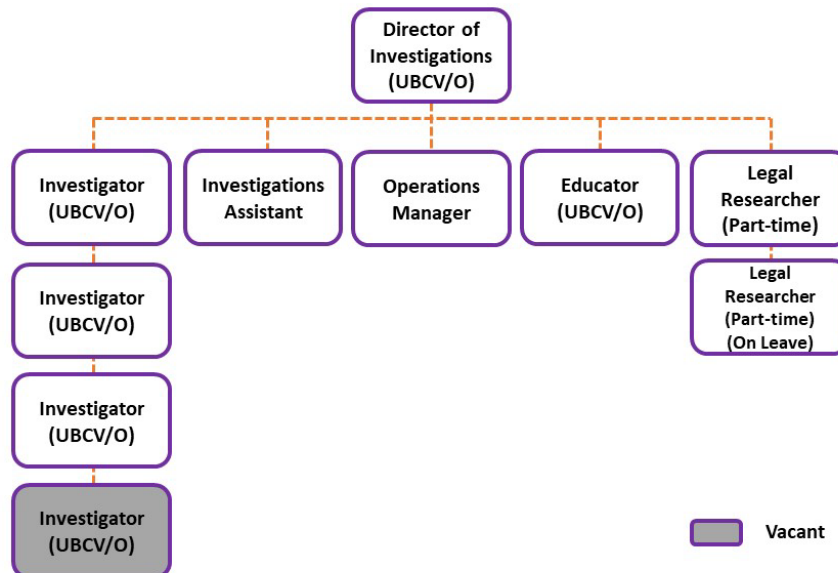 Director of
Investigations
(UBCV/O)
Investigator
(UBCV/O)
Investigations
Assistant
Operations
Manager
Educator
(UBCV/O)
Legal
Researcher
(Part-time)
Investigator
(UBCV/O)
Legal
Researcher
(Part-time)
(On Leave)
Investigator
(UBCV/O)
Investigator
(UBCV/O)
Vacant